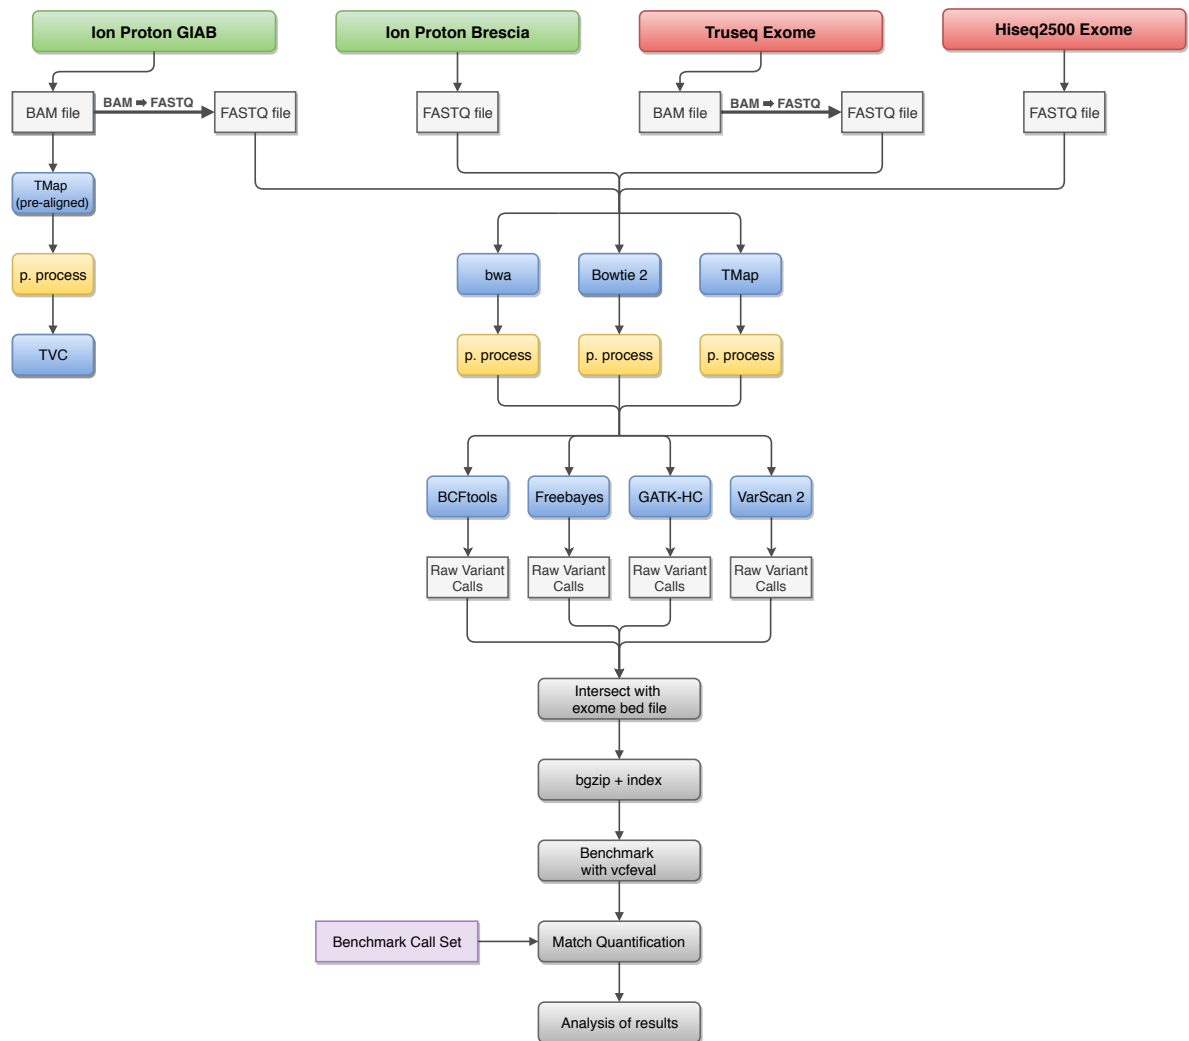 Ion Proton GIAB
Ion Proton Brescia
Truseq Exome
Hiseq2500 Exome
BAM file
BAM ➡ FASTQ
FASTQ file
FASTQ file
BAM file
BAM ➡ FASTQ
FASTQ file
FASTQ file
TMap
(pre-aligned)
p. process
TVC
bwa
Bowtie 2
TMap
p. process
p. process
p. process
BCFtools
Freebayes
GATK-HC
VarScan 2
Raw Variant
Calls
Raw Variant
Calls
Raw Variant
Calls
Raw Variant
Calls
Intersect with
exome bed file
bgzip + index
Benchmark
with vcfeval
Benchmark Call Set
Match Quantification
Analysis of results